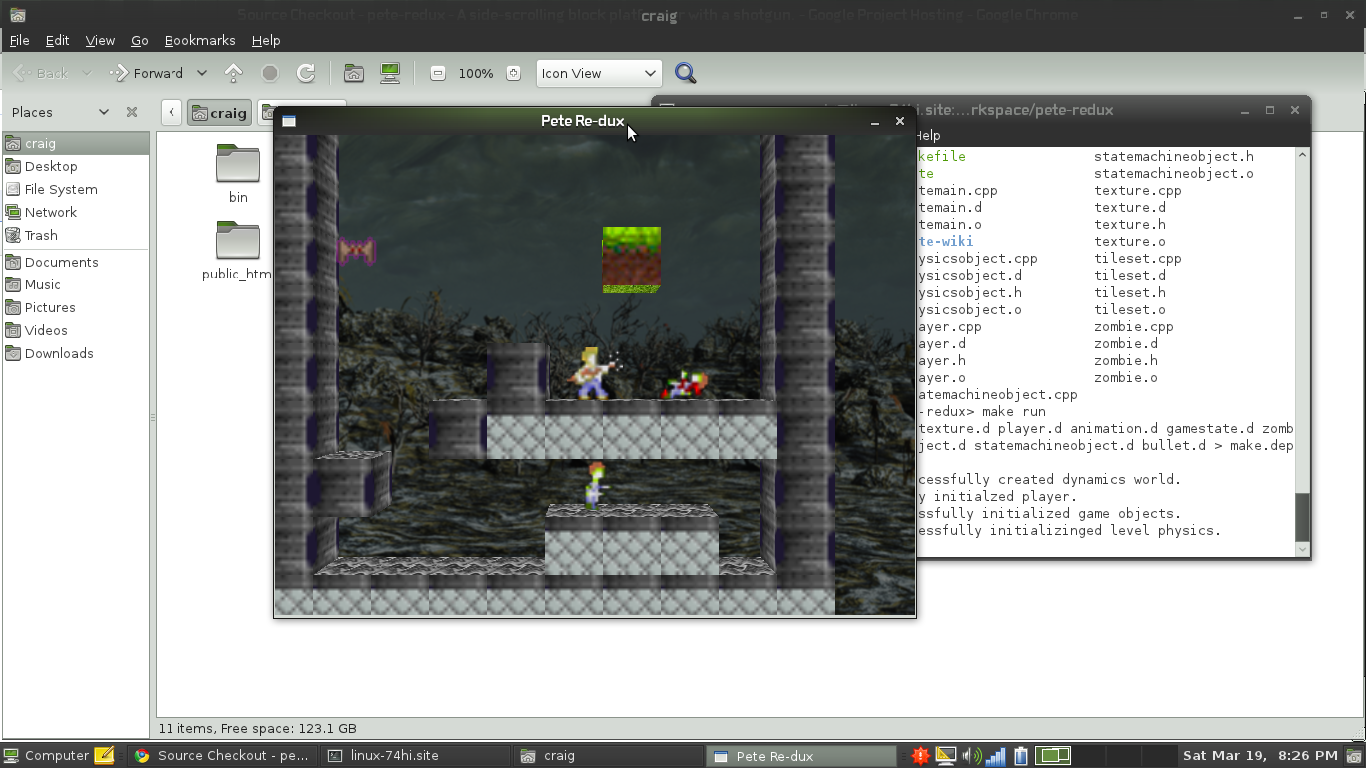 Source Checkout - pete-redux - A side-scrolling block platformer with a shotgun. - Google Project Hosting - Google Chrome
craig
File Edit View Go Bookmarks Help
Back Forward 100% Icon View
Places craig
site:...rkspace/pete-redux
Pete Re-dux
Help
craig
Desktop
File System
Network
Trash
Documents
Music
Pictures
Videos
Downloads
bin
public_htm
kefile statemachineobject.h
te statemachineobject.o
temain.cpp texture.cpp
temain.d texture.d
temain.o texture.h
te-wiki texture.o
ysicsobject.cpp tileset.cpp
ysicsobject.d tileset.d
ysicsobject.h tileset.h
ysicsobject.o tileset.o
ayer.cpp zombie.cpp
ayer.d zombie.d
ayer.h zombie.h
ayer.o zombie.o
atemachineobject.cpp
-redux> make run
texture.d player.d animation.d gamestate.d zomb
ject.d statemachineobject.d bullet.d > make.dep
cessfully created dynamics world.
y initialzed player.
ssfully initialized game objects.
essfully initializinged level physics.
11 items, Free space: 123.1 GB
Computer Source Checkout - pe... linux-74hi.site craig Pete Re-dux Sat Mar 19, 8:26 PM